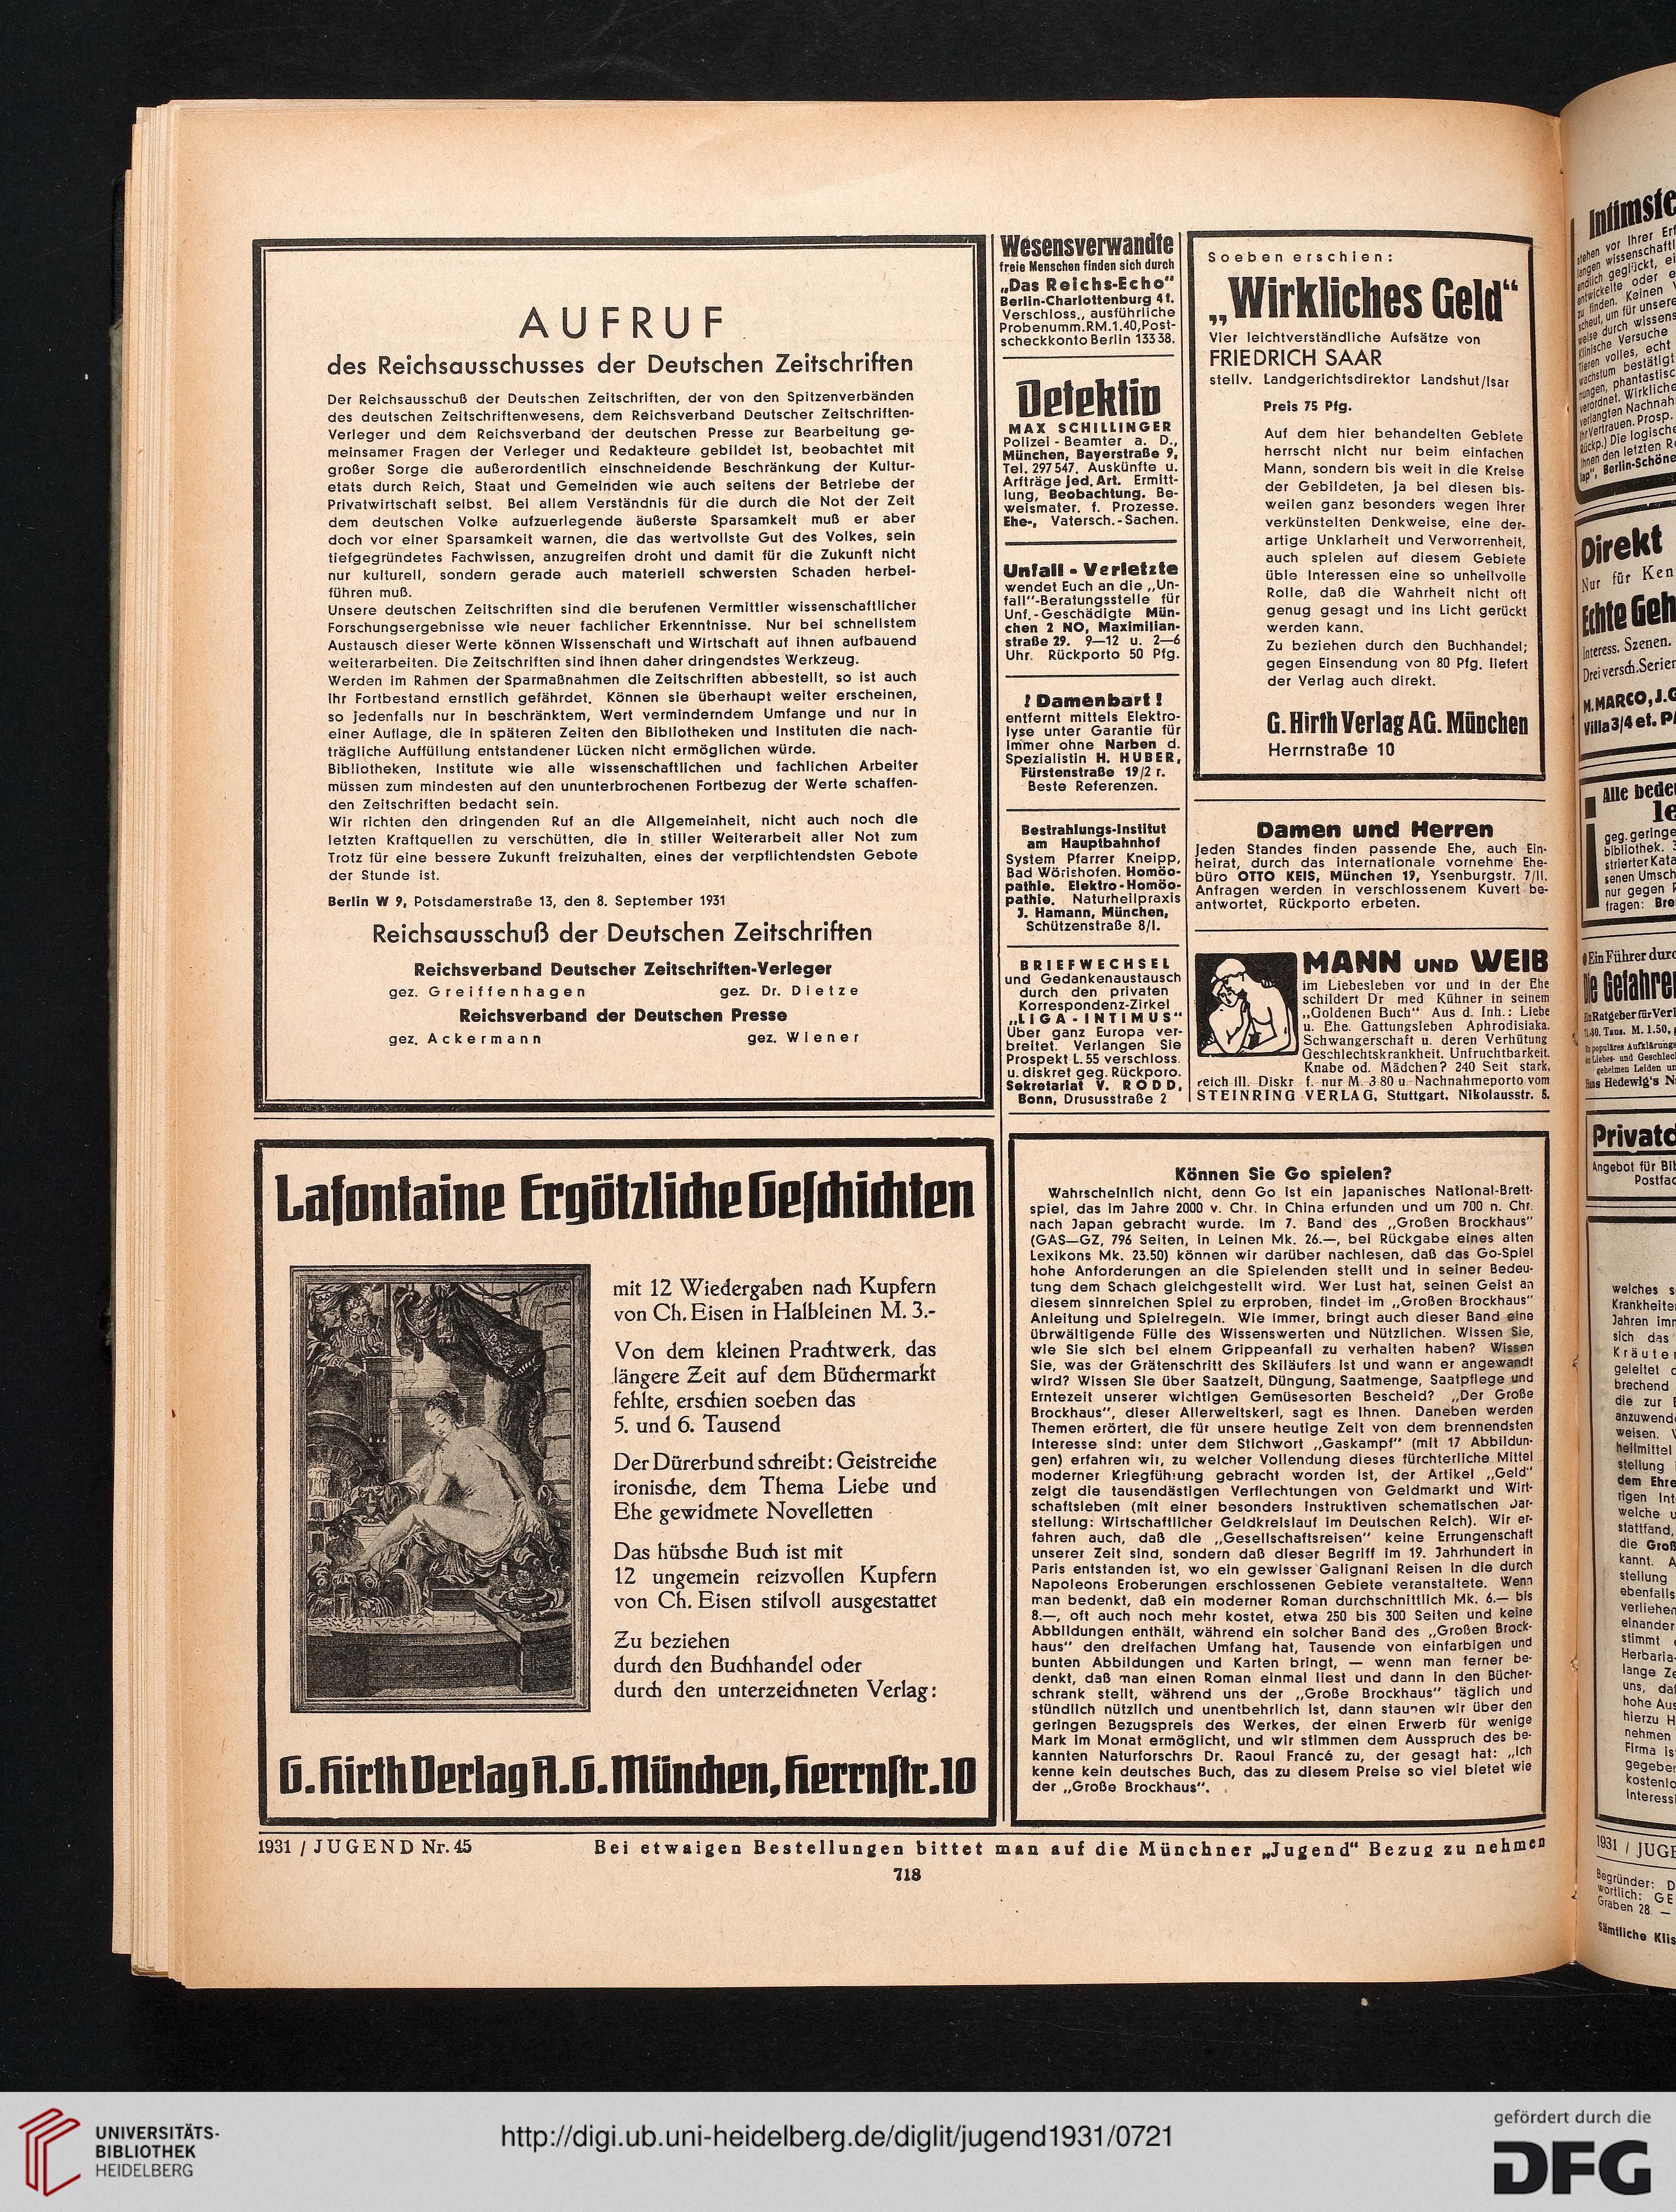 AUFRUF
des Reichsausschusses der Deutschen Zeitschriften
Der Reichsausschuß der Deutschen Zeitschriften, der von den Spitzenverbänden
des deutschen Zeitschriftenwesens, dem Reichsverband Deutscher Zeitschriften-
Verleger und dem Reichsverband der deutschen Presse zur Bearbeitung ge-
meinsamer Fragen der Verleger und Redakteure gebildet ist, beobachtet mit
großer Sorge die außerordentlich einschneidende Beschränkung der Kultur-
etats durch Reich, Staat und Gemeinden wie auch seitens der Betriebe der
Privatwirtschaft selbst. Bei allem Verständnis für die durch die Not der Zeit
dem deutschen Volke aufzuerlegende äußerste Sparsamkeit muß er aber
doch vor einer Sparsamkeit warnen, die das wertvollste Gut des Volkes, sein
tiefgegründetes Fachwissen, anzugreifen droht und damit für die Zukunft nicht
nur kulturell, sondern gerade auch materiell schwersten Schaden herbei-
führen muß.
Unsere deutschen Zeitschriften sind die berufenen Vermittler wissenschaftlicher
Forschungsergebnisse wie neuer fachlicher Erkenntnisse. Nur bei schnellstem
Austausch dieser Werte können Wissenschaft und Wirtschaft auf ihnen aufbauend
weiterarbeiten. Die Zeitschriften sind ihnen daher dringendstes Werkzeug.
Werden im Rahmen der Sparmaßnahmen die Zeitschriften abbestellt, so ist auch
ihr Fortbestand ernstlich gefährdet. Können sie überhaupt weiter erscheinen,
so jedenfalls nur in beschränktem, Wert verminderndem Umfange und nur in
einer Auflage, die in späteren Zeiten den Bibliotheken und Instituten die nach-
trägliche Auffüllung entstandener Lücken nicht ermöglichen würde.
Bibliotheken, Institute wie alle wissenschaftlichen und fachlichen Arbeiter
müssen zum mindesten auf den ununterbrochenen Fortbezug der Werte schaffen-
den Zeitschriften bedacht sein.
Wir richten den dringenden Ruf an die Allgemeinheit, nicht auch noch die
letzten Kraftquellen zu verschütten, die in stiller Weiterarbeit aller Not zum
Trotz für eine bessere Zukunft freizuhalten, eines der verpflichtendsten Gebote
der Stunde ist.
Berlin W 9, Potsdamerstraße 13, den 8. September 1931
Reichsausschuß der Deutschen Zeitschriften
Reichsverband Deutscher Zeitschriften-Verleger
gez. Greiffenhagen gez. Dr. Dietze
Reichsverband der Deutschen Presse
gez. Ackermann gez. Wiener
Wesensverwandte
freie Menschen finden sich durch
„Das Reichs-Echo"
Berlin-Charlottenburg 4 f.
Verschloss., ausführliche
Probenumm.RM.1.40,Post-
scheckkonto Berlin 133 38.
Detektiv
MAX SCHILLINGER
Polizei - Beamter a. D.,
München, Bayerstraße 9,
Tel. 297 547. Auskünfte u.
Arfträge jed. Art. Ermitt-
lung, Beobachtung. Be-
weismater. f. Prozesse.
Ehe-, Vatersch.-Sachen.
Unfall - Verletzte
wendet Euch an die „Un-
fall"-Beratungsstelle für
Unf.-Geschädigte Mün-
chen 2 NO, Maximilian-
straße 29. 9—12 u. 2—6
Uhr. Rückporto 50 Pfg.
! Damenbart !
entfernt mittels Elektro-
lyse unter Garantie für
immer ohne Narben d.
Spezialistin H. HUBER,
Fürstenstraße 19/2 r.
Beste Referenzen.
Bestrahlungs-Institut
am Hauptbahnhof
System Pfarrer Kneipp,
Bad Wörishofen. Homöo-
pathie. Elektro-Homöo-
pathie. Naturheilpraxis
J. Hamann, München,
Schützenstraße 8/I.
BRIEFWECHSEL
und Gedankenaustausch
durch den privaten
Korrespondenz-Zirkel
„LIGA - INTIMUS"
Über ganz Europa ver-
breitet. Verlangen Sie
Prospekt L. 55 verschloss.
u. diskret geg. Rückporo.
Sekretariat V. RODD,
Bonn, Drususstraße 2
Soeben erschien:
„Wirkliches Geld"
Vier leichtverständliche Aufsätze von
FRIEDRICH SAAR
stellv. Landgerichtsdirektor Landshut/Isar
Preis 75 Pfg.
Auf dem hier behandelten Gebiete
herrscht nicht nur beim einfachen
Mann, sondern bis weit in die Kreise
der Gebildeten, ja bei diesen bis-
weilen ganz besonders wegen ihrer
verkünstelten Denkweise, eine der-
artige Unklarheit und Verworrenheit,
auch spielen auf diesem Gebiete
üble Interessen eine so unheilvolle
Rolle, daß die Wahrheit nicht oft
genug gesagt und ins Licht gerückt
werden kann.
Zu beziehen durch den Buchhandel;
gegen Einsendung von 80 Pfg. liefert
der Verlag auch direkt.
G. Hirth Verlag AG. München
Herrnstraße 10
Damen und Herren
jeden Standes finden passende Ehe, auch Ein-
heirat, durch das internationale vornehme Ehe-
büro OTTO KEIS, München 19, Ysenburgstr. 7/II.
Anfragen werden in verschlossenem Kuvert be-
antwortet, Rückporto erbeten.
MANN UND WEIB
im Liebesleben vor und in der Ehe
schildert Dr med Kühner in seinem
„Goldenen Buch" Aus d. Inh.: Liebe
u. Ehe. Gattungsleben Aphrodisiaka.
Schwangerschaft u. deren Verhütung
Geschlechtskrankheit. Unfruchtbarkeit.
Knabe od. Mädchen? 240 Seit stark,
reich ill. Diskr f. nur M. 3 80 u. Nachnahmeporto vom
STEINRING VERLAG, Stuttgart, Nikolausstr. 5.
Lafontaine Ergötzliche Geschichten
mit 12 Wiedergaben nach Kupfern
von Ch. Eisen in Halbleinen M. 3.-
Von dem kleinen Prachtwerk, das
längere Zeit auf dem Büchermarkt
fehlte, erschien soeben das
5. und 6. Tausend
Der Dürerbund schreibt: Geistreiche
ironische, dem Thema Liebe und
Ehe gewidmete Novelletten
Das hübsche Buch ist mit
12 ungemein reizvollen Kupfern
von Ch. Eisen stilvoll ausgestattet
Zu beziehen
durch den Buchhandel oder
durch den unterzeichneten Verlag:
G. Hirth Verlag A.G. München, Herrnstr. 10
Können Sie Go spielen?
Wahrscheinlich nicht, denn Go ist ein japanisches National-Brett-
spiel, das im Jahre 2000 v. Chr. in China erfunden und um 700 n. Chr.
nach Japan gebracht wurde. Im 7. Band des „Großen Brockhaus"
(GAS—GZ, 796 Seiten, in Leinen Mk. 26.—, bei Rückgabe eines alten
Lexikons Mk. 23.50) können wir darüber nachlesen, daß das Go-Spiel
hohe Anforderungen an die Spielenden stellt und in seiner Bedeu-
tung dem Schach gleichgestellt wird. Wer Lust hat, seinen Geist an
diesem sinnreichen Spiel zu erproben, findet im „Großen Brockhaus"
Anleitung und Spielregeln. Wie immer, bringt auch dieser Band eine
übrwältigende Fülle des Wissenswerten und Nützlichen. Wissen Sie,
wie Sie sich bei einem Grippeanfall zu verhalten haben? Wissen
Sie, was der Grätenschritt des Skiläufers ist und wann er angewandt
wird? Wissen Sie über Saatzeit, Düngung, Saatmenge, Saatpflege und
Erntezeit unserer wichtigen Gemüsesorten Bescheid? „Der Große
Brockhaus", dieser Allerweltskerl, sagt es Ihnen. Daneben werden
Themen erörtert, die für unsere heutige Zeit von dem brennendsten
Interesse sind: unter dem Stichwort „Gaskampf" (mit 17 Abbildun-
gen) erfahren wir, zu welcher Vollendung dieses fürchterliche Mittel
moderner Kriegführung gebracht worden ist, der Artikel „Geld"
zeigt die tausendästigen Verflechtungen von Geldmarkt und Wirt-
schaftsleben (mit einer besonders instruktiven schematischen Dar-
stellung: Wirtschaftlicher Geldkreislauf im Deutschen Reich). Wir er-
fahren auch, daß die „Gesellschaftsreisen" keine Errungenschaft
unserer Zeit sind, sondern daß dieser Begriff im 19. Jahrhundert in
Paris entstanden ist, wo ein gewisser Galignani Reisen in die durch
Napoleons Eroberungen erschlossenen Gebiete veranstaltete. Wenn
man bedenkt, daß ein moderner Roman durchschnittlich Mk. 6.— bis
8.—, oft auch noch mehr kostet, etwa 250 bis 300 Seiten und keine
Abbildungen enthält, während ein solcher Band des „Großen Brock-
haus" den dreifachen Umfang hat, Tausende von einfarbigen und
bunten Abbildungen und Karten bringt, — wenn man ferner be-
denkt, daß man einen Roman einmal liest und dann in den Bücher-
schrank stellt, während uns der „Große Brockhaus" täglich und
stündlich nützlich und unentbehrlich ist, dann staunen wir über den
geringen Bezugspreis des Werkes, der einen Erwerb für wenige
Mark im Monat ermöglicht, und wir stimmen dem Ausspruch des be-
kannten Naturforschrs Dr. Raoul Francé zu, der gesagt hat: „Ich
kenne kein deutsches Buch, das zu diesem Preise so viel bietet wie
der „Große Brockhaus".
1931 / JUGEND Nr. 45 Bei etwaigen Bestellungen bittet man auf die Münchner „Jugend" Bezug zu nehmen
718
Direkt
Nur für
M. MARCO, J.
Villa 3/4 et.
Alle
Ein Führer
Angebot für
1931 /
Begründer:
Graben 28. —
Sämtliche
UNIVERSITÄTS-
BIBLIOTHEK
HEIDELBERG
http://digi.ub.uni-heidelberg.de/diglit/jugend1931/0721
gefördert durch die
DFG